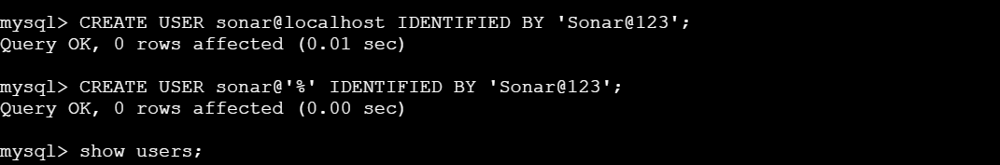 mysql> CREATE USER sonar@localhost IDENTIFIED BY 'Sonar@123';
Query OK, 0 rows affected (0.01 sec)
mysql> CREATE USER sonar@'%' IDENTIFIED BY 'Sonar@123';
Query OK, 0 rows affected (0.00 sec)
mysql> show users;